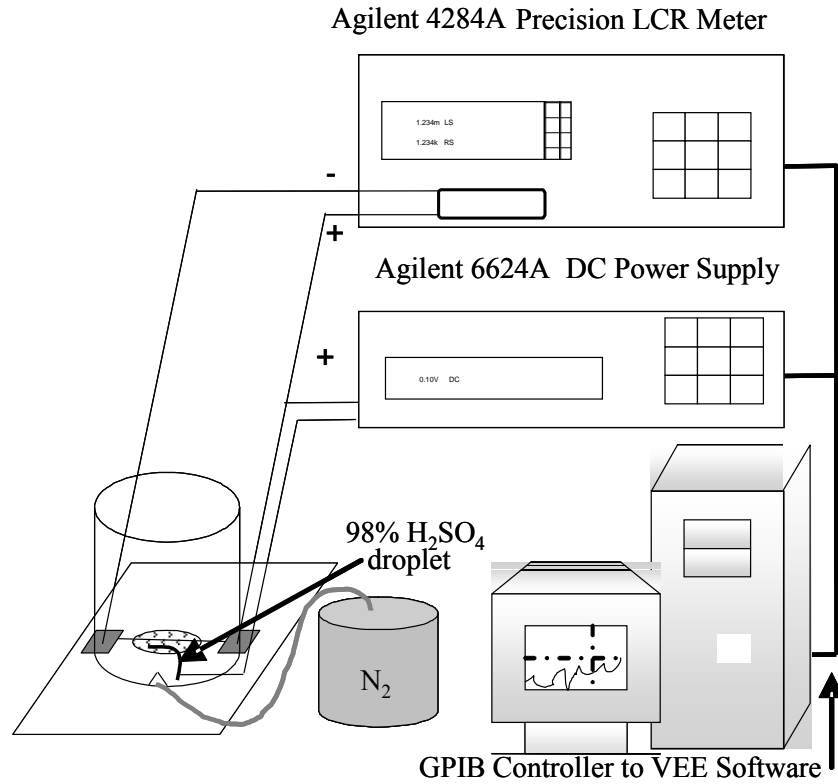 Agilent 4284A Precision LCR Meter
1.234m LS
1.234k RS
-
+
Agilent 6624A DC Power Supply
+
0.10V DC
98% H₂SO₄
droplet
N₂
GPIB Controller to VEE Software